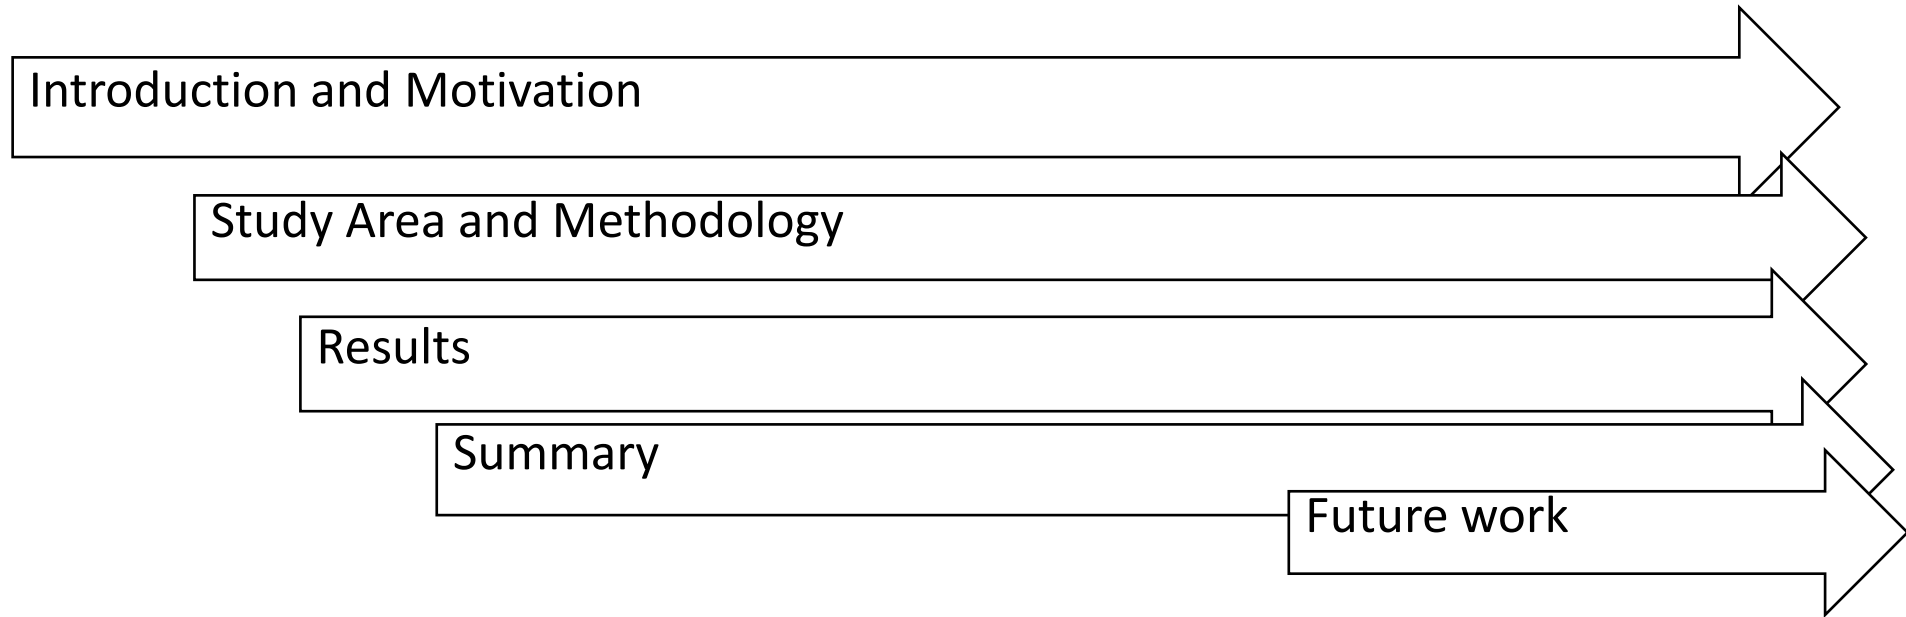 Introduction and Motivation
Study Area and Methodology
Results
Summary
Future work